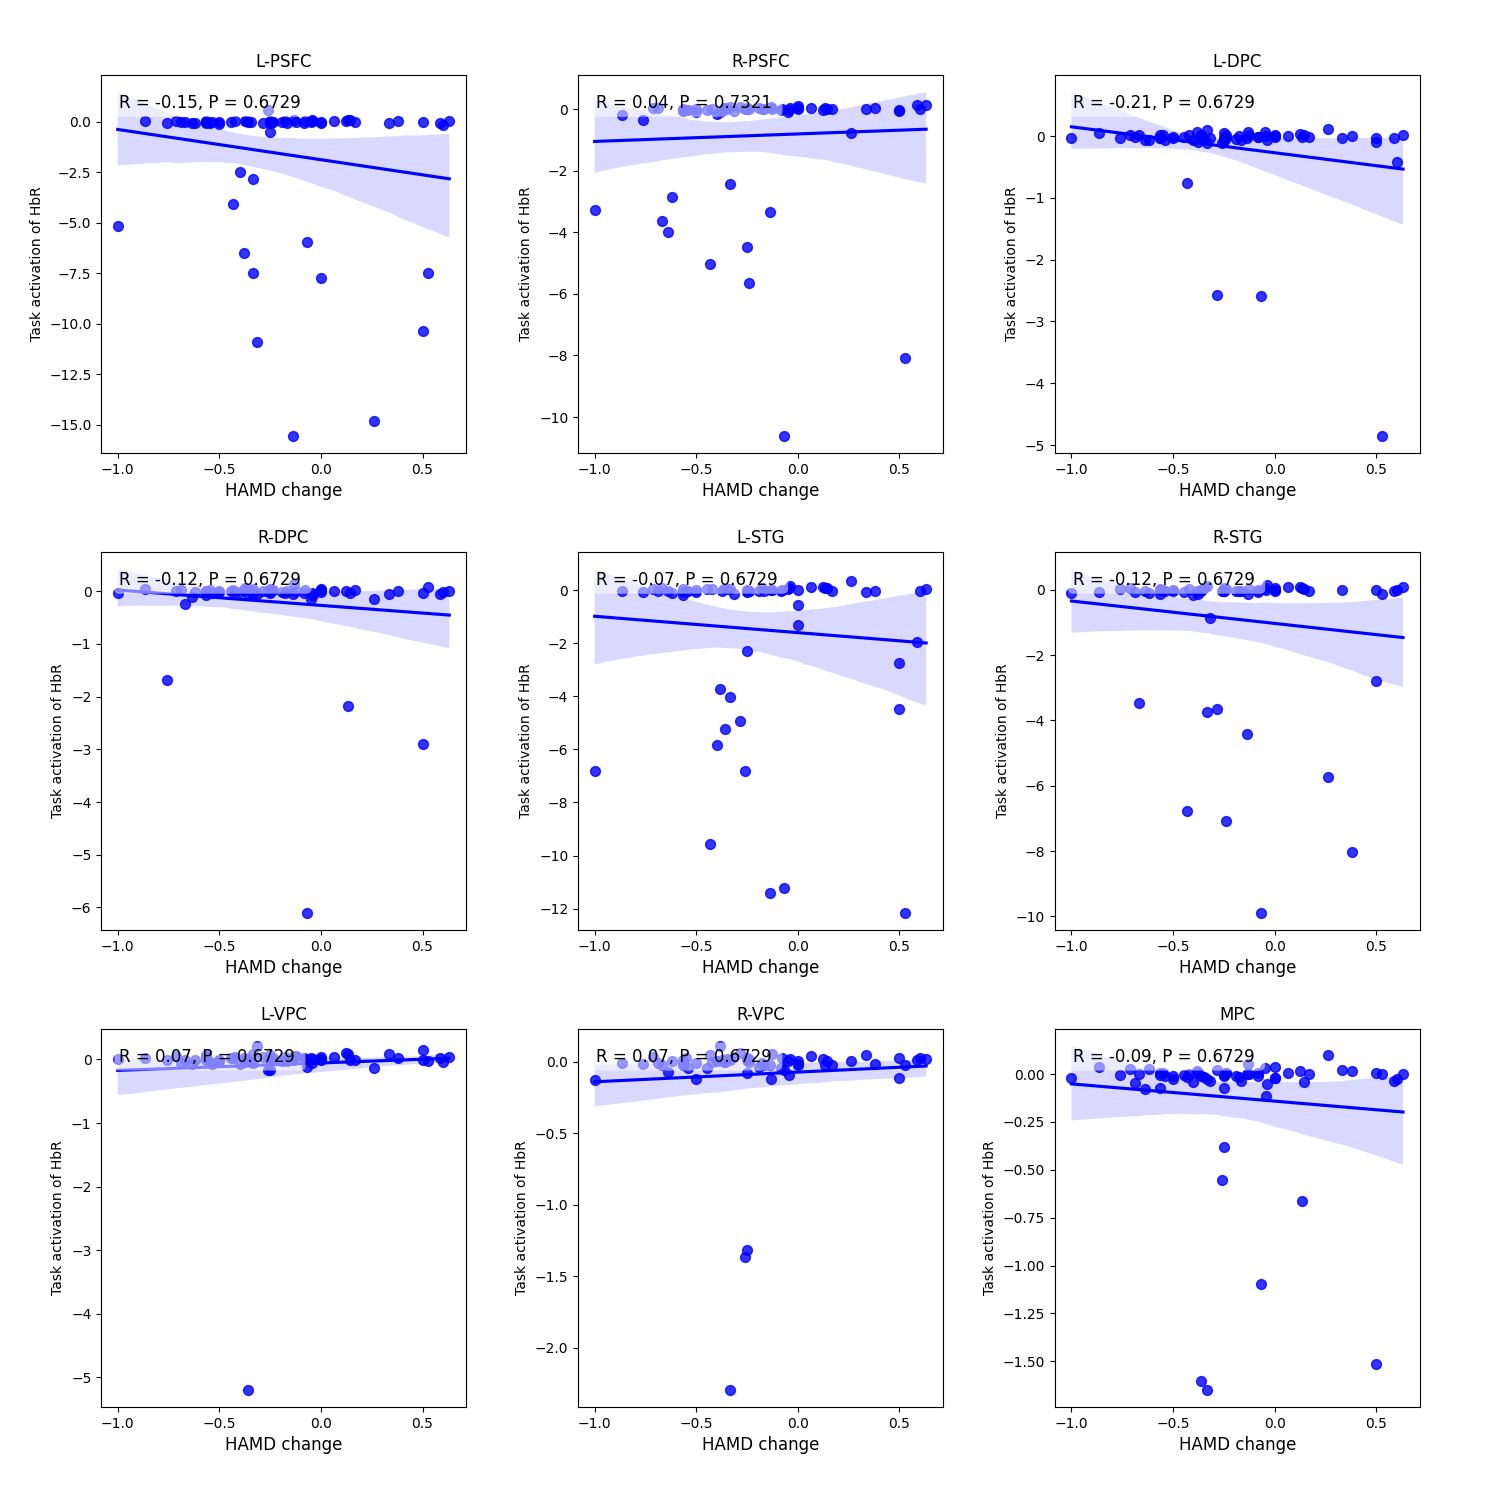 L-PSFC
R = -0.15, P = 0.6729
Task activation of HbR
0.0
−2.5
−5.0
−7.5
−10.0
−12.5
−15.0
−1.0 −0.5 0.0 0.5
HAMD change
R-PSFC
R = 0.04, P = 0.7321
Task activation of HbR
0
−2
−4
−6
−8
−10
−1.0 −0.5 0.0 0.5
HAMD change
L-DPC
R = -0.21, P = 0.6729
Task activation of HbR
0
−1
−2
−3
−4
−5
−1.0 −0.5 0.0 0.5
HAMD change
R-DPC
R = -0.12, P = 0.6729
Task activation of HbR
0
−1
−2
−3
−4
−5
−6
−1.0 −0.5 0.0 0.5
HAMD change
L-STG
R = -0.07, P = 0.6729
Task activation of HbR
0
−2
−4
−6
−8
−10
−12
−1.0 −0.5 0.0 0.5
HAMD change
R-STG
R = -0.12, P = 0.6729
Task activation of HbR
0
−2
−4
−6
−8
−10
−1.0 −0.5 0.0 0.5
HAMD change
L-VPC
R = 0.07, P = 0.6729
Task activation of HbR
0
−1
−2
−3
−4
−5
−1.0 −0.5 0.0 0.5
HAMD change
R-VPC
R = 0.07, P = 0.6729
Task activation of HbR
0.0
−0.5
−1.0
−1.5
−2.0
−1.0 −0.5 0.0 0.5
HAMD change
MPC
R = -0.09, P = 0.6729
Task activation of HbR
0.00
−0.25
−0.50
−0.75
−1.00
−1.25
−1.50
−1.0 −0.5 0.0 0.5
HAMD change